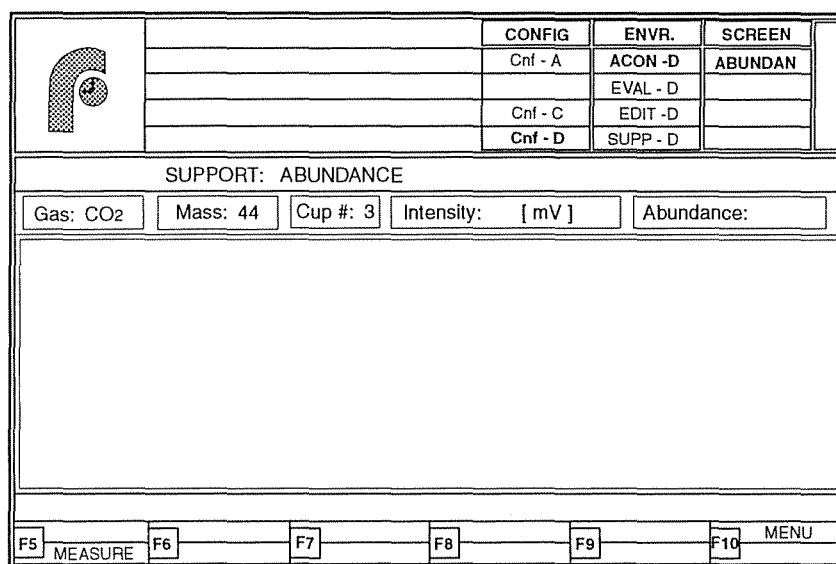 CONFIG ENVR. SCREEN
Cnf - A ACON -D ABUNDAN
EVAL - D
Cnf - C EDIT -D
Cnf - D SUPP - D
SUPPORT: ABUNDANCE
Gas: CO2 Mass: 44 Cup #: 3 Intensity: [ mV ] Abundance:
F5 MEASURE F6 F7 F8 F9 F10 MENU